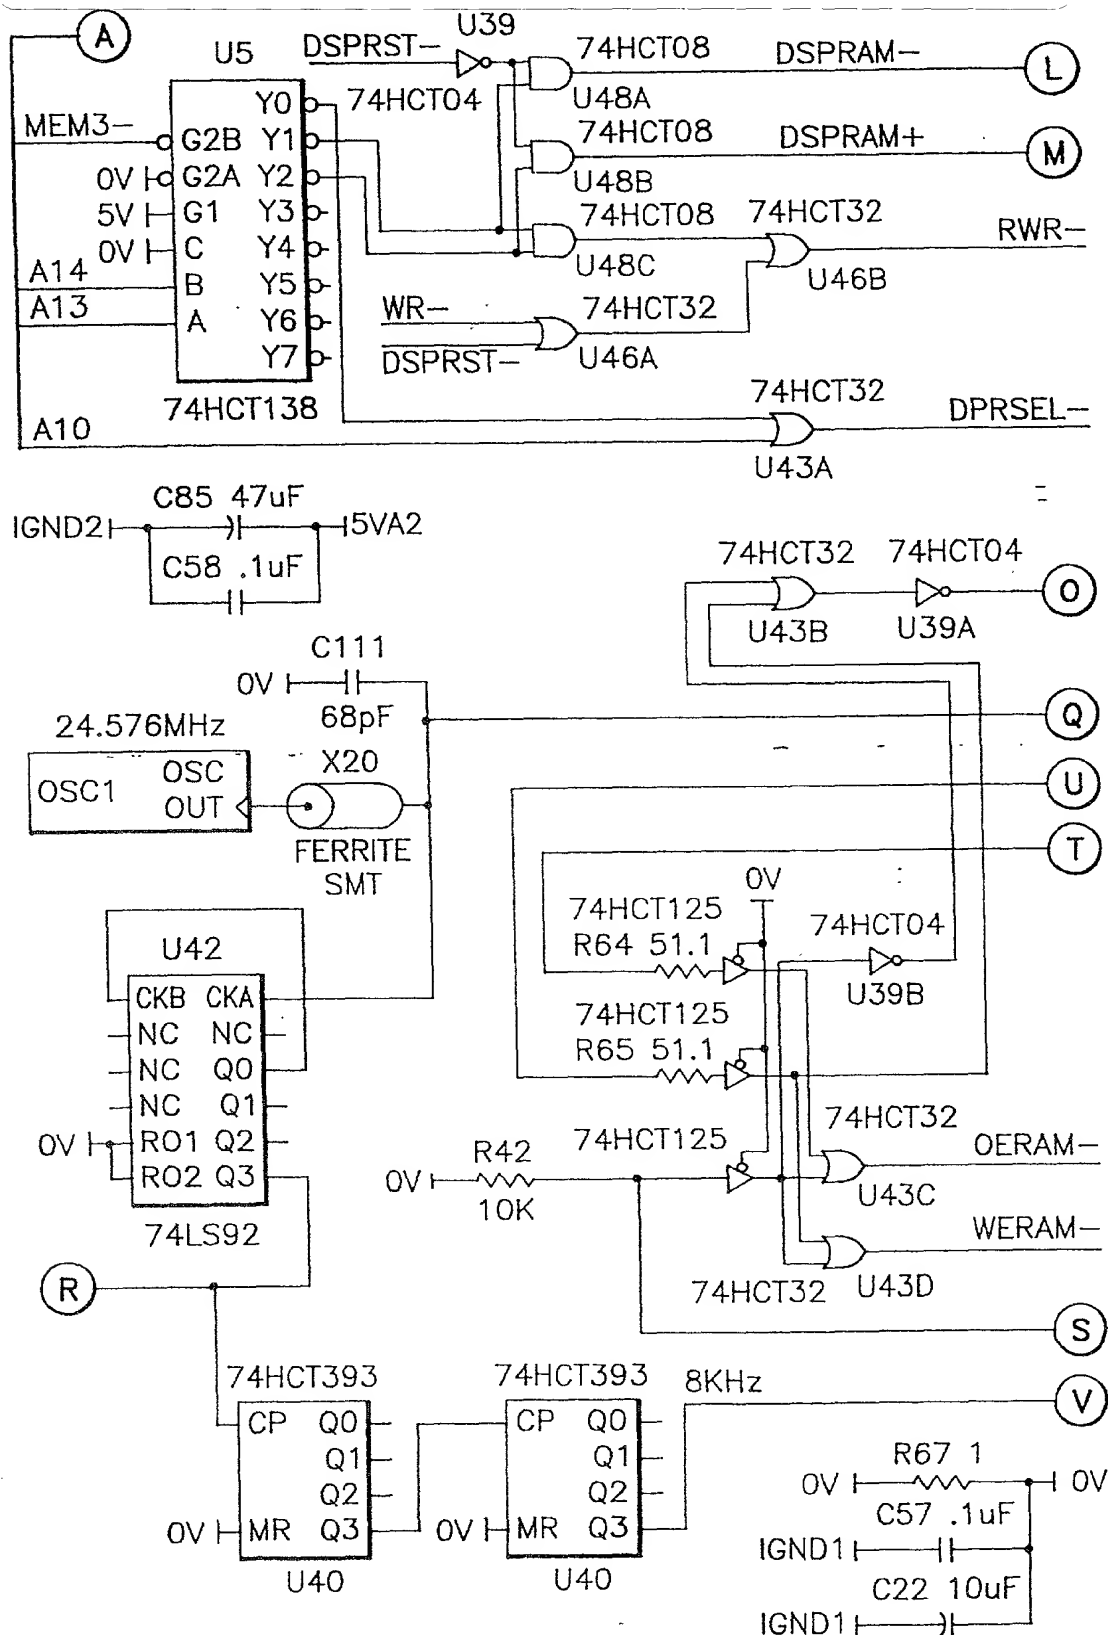 A
U5
DSPRST-
U39
74HCT04
74HCT08
DSPRAM-
L
U48A
MEM3-
G2B
0V
G2A
5V
G1
0V
C
A14
B
A13
A
Y0
Y1
Y2
Y3
Y4
Y5
Y6
Y7
74HCT138
74HCT08
DSPRAM+
M
U48B
74HCT08
U48C
74HCT32
RWR-
U46B
WR-
DSPRST-
74HCT32
U46A
A10
74HCT32
DPRSEL-
U43A
C85 47uF
IGND2
5VA2
C58 .1uF
74HCT32
74HCT04
O
U43B
U39A
C111
0V
68pF
Q
24.576MHz
OSC1
OSC
OUT
X20
FERRITE
SMT
U
T
0V
74HCT125
R64 51.1
74HCT04
U39B
74HCT125
R65 51.1
U42
CKB CKA
NC NC
NC Q0
NC Q1
0V
RO1 Q2
RO2 Q3
74LS92
74HCT125
R42
0V
10K
74HCT32
OERAM-
U43C
WERAM-
74HCT32
U43D
R
S
74HCT393
CP Q0
Q1
Q2
0V
MR Q3
U40
74HCT393
8KHz
V
CP Q0
Q1
Q2
0V
MR Q3
U40
R67 1
0V
0V
C57 .1uF
IGND1
C22 10uF
IGND1